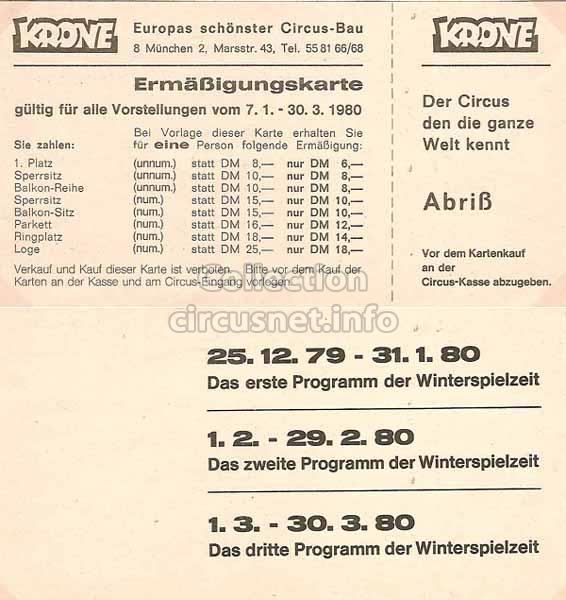 KRONE
Europas schönster Circus-Bau
8 München 2, Marsstr. 43, Tel. 55 81 66/68
Ermäßigungskarte
gültig für alle Vorstellungen vom 7. 1. - 30. 3. 1980
Bei Vorlage dieser Karte erhalten Sie
Sie zahlen: für eine Person folgende Ermäßigung:
1. Platz (unnum.) statt DM 8,— nur DM 6,—
Sperrsitz (unnum.) statt DM 10,— nur DM 8,—
Balkon-Reihe (unnum.) statt DM 10,— nur DM 8,—
Sperrsitz (num.) statt DM 15,— nur DM 10,—
Balkon-Sitz (num.) statt DM 15,— nur DM 10,—
Parkett (num.) statt DM 16,— nur DM 12,—
Ringplatz (num.) statt DM 18,— nur DM 14,—
Loge (num.) statt DM 25,— nur DM 18,—
Verkauf und Kauf dieser Karte ist verboten. Bitte vor dem Kauf der
Karten an der Kasse und am Circus-Eingang vorlegen.
KRONE
Der Circus
den die ganze
Welt kennt
Abriß
Vor dem Kartenkauf
an der
Circus-Kasse abzugeben.
Collection
circusnet.info
25. 12. 79 - 31. 1. 80
Das erste Programm der Winterspielzeit
1. 2. - 29. 2. 80
Das zweite Programm der Winterspielzeit
1. 3. - 30. 3. 80
Das dritte Programm der Winterspielzeit